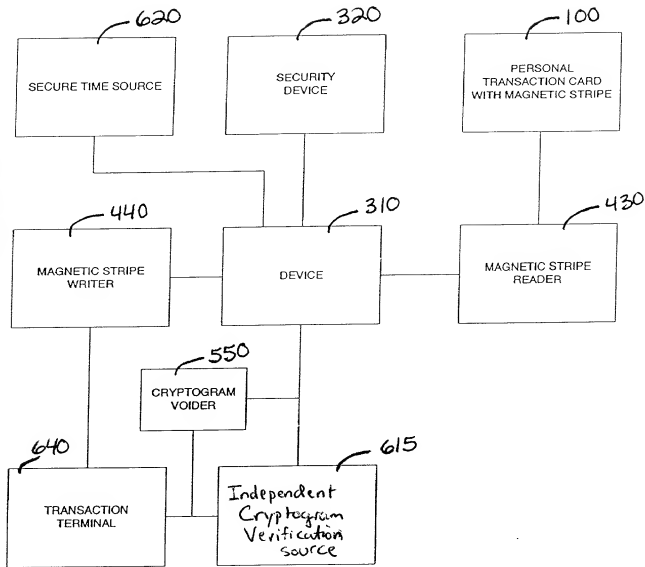 620
320
100
SECURE TIME SOURCE
SECURITY
DEVICE
PERSONAL
TRANSACTION CARD
WITH MAGNETIC STRIPE
440
310
430
MAGNETIC STRIPE
WRITER
DEVICE
MAGNETIC STRIPE
READER
550
CRYPTOGRAM
VOIDER
640
615
TRANSACTION
TERMINAL
Independent
Cryptogram
Verification
source